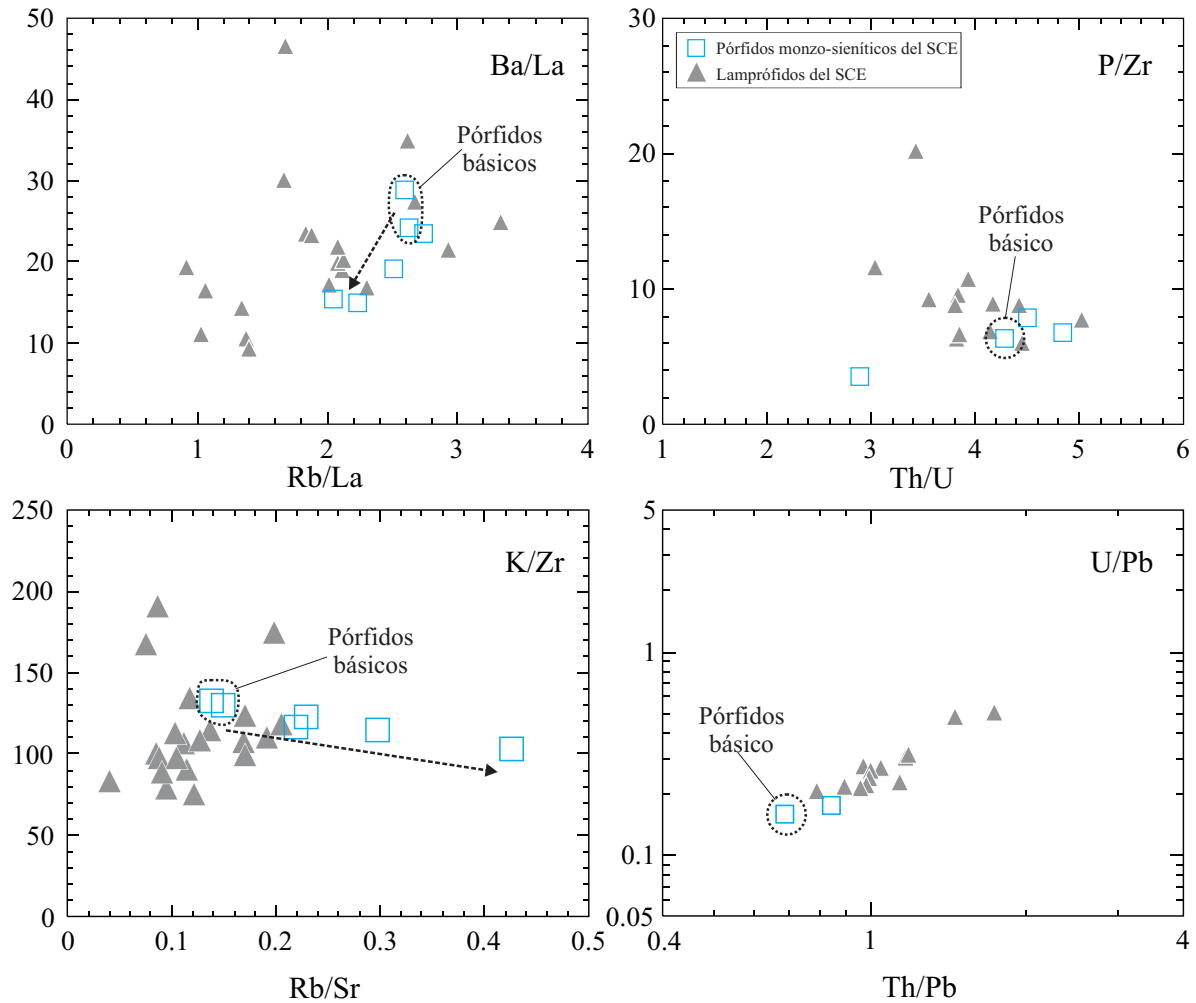 50
40
30
20
10
0
0
1
2
3
4
Ba/La
Pórfidos
básicos
Rb/La
30
20
10
0
1
2
3
4
5
6
P/Zr
Pórfidos monzo-sieníticos del SCE
Lamprófidos del SCE
Pórfidos
básico
Th/U
250
200
150
100
50
0
0
0.1
0.2
0.3
0.4
0.5
K/Zr
Pórfidos
básicos
Rb/Sr
5
1
0.1
0.05
0.4
1
4
U/Pb
Pórfidos
básico
Th/Pb